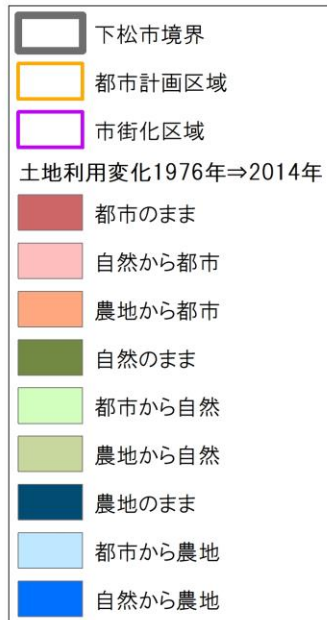 下松市境界
都市計画区域
市街化区域
土地利用変化1976年⇒2014年
都市のまま
自然から都市
農地から都市
自然のまま
都市から自然
農地から自然
農地のまま
都市から農地
自然から農地